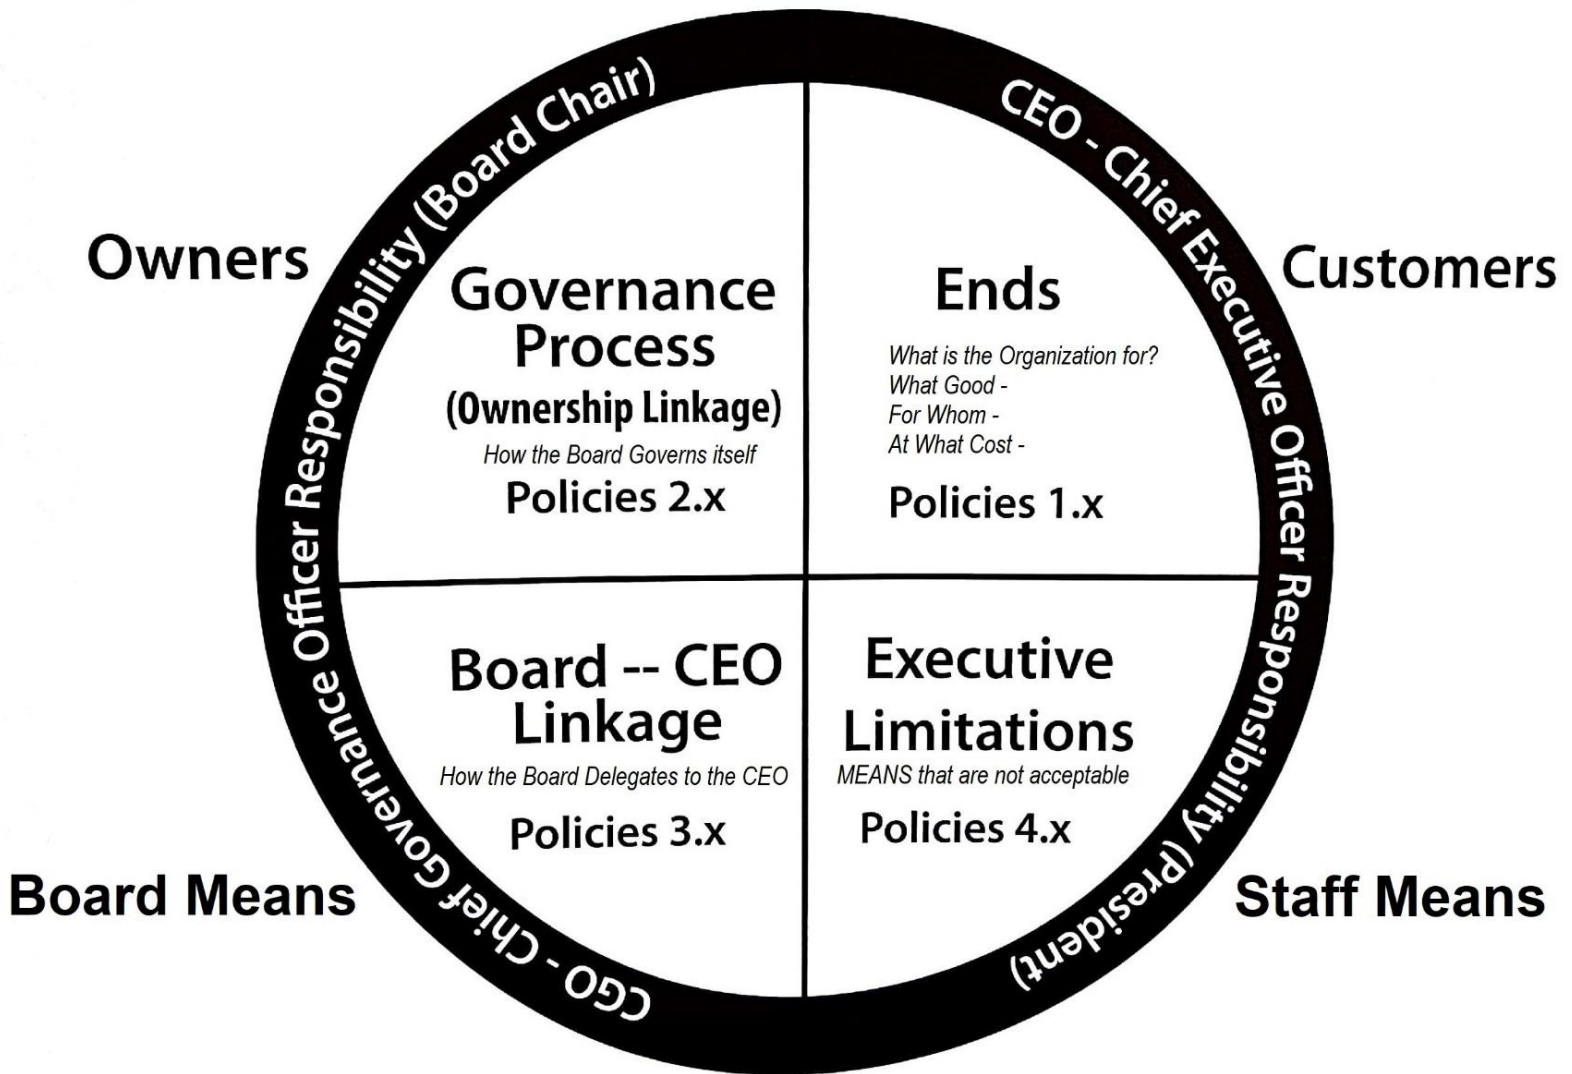 CGO - Chief Governance Officer Responsibility (Board Chair)
CEO - Chief Executive Officer Responsibility (President)
Owners
Customers
Governance
Process
(Ownership Linkage)
How the Board Governs itself
Policies 2.x
Ends
What is the Organization for?
What Good -
For Whom -
At What Cost -
Policies 1.x
Board -- CEO
Linkage
How the Board Delegates to the CEO
Policies 3.x
Executive
Limitations
MEANS that are not acceptable
Policies 4.x
Board Means
Staff Means